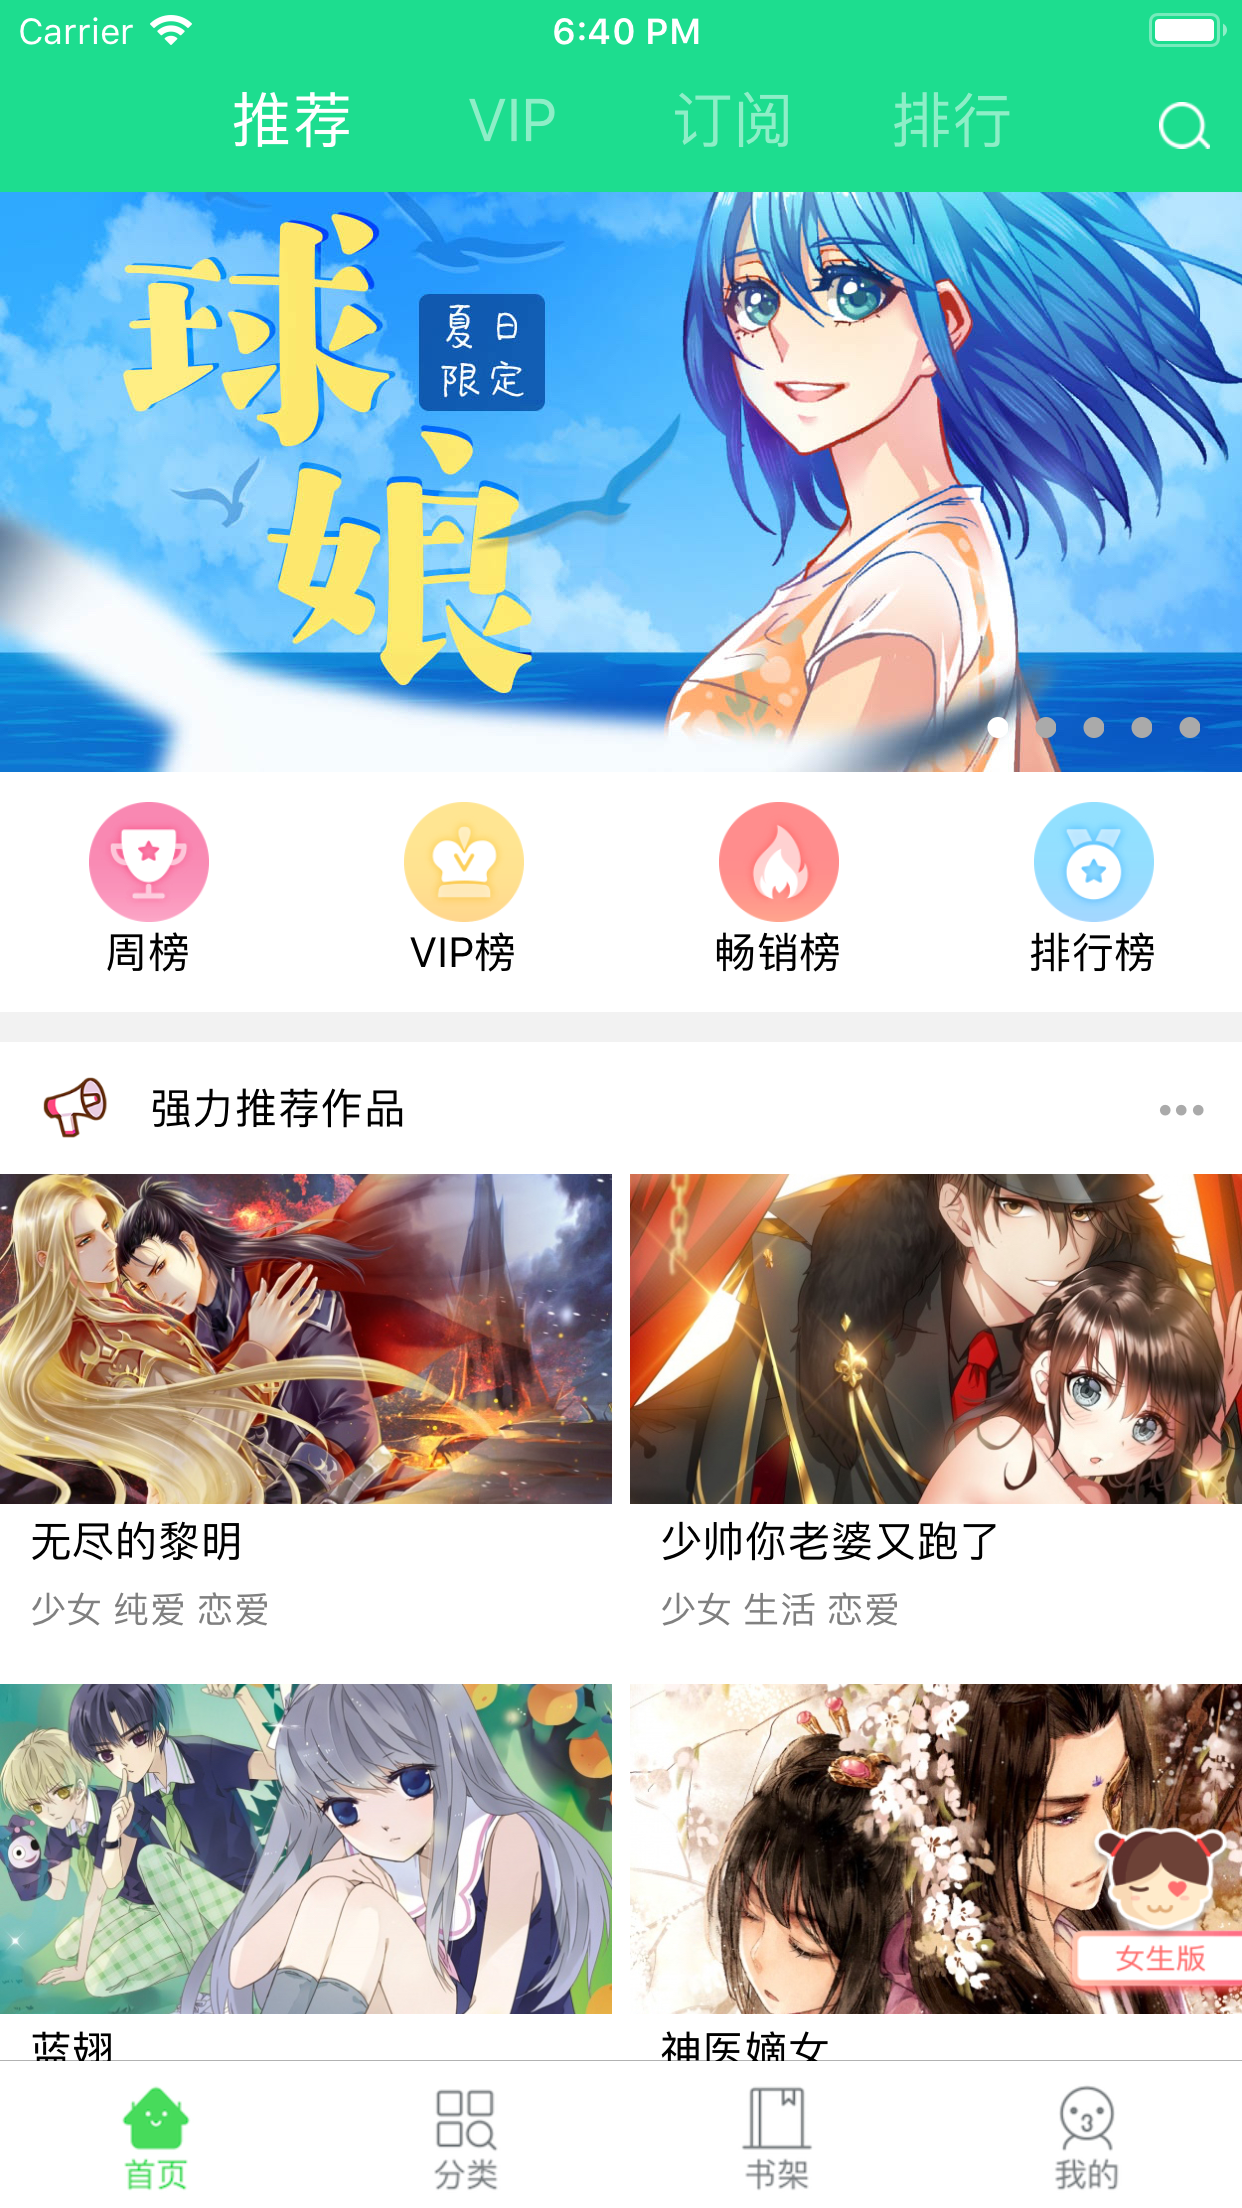 Carrier 6:40 PM
推荐 VIP 订阅 排行
球娘
夏日
限定
周榜 VIP榜 畅销榜 排行榜
强力推荐作品
无尽的黎明 少帅你老婆又跑了
少女 纯爱 恋爱 少女 生活 恋爱
女生版
蓝翅 神医嫡女
首页 分类 书架 我的